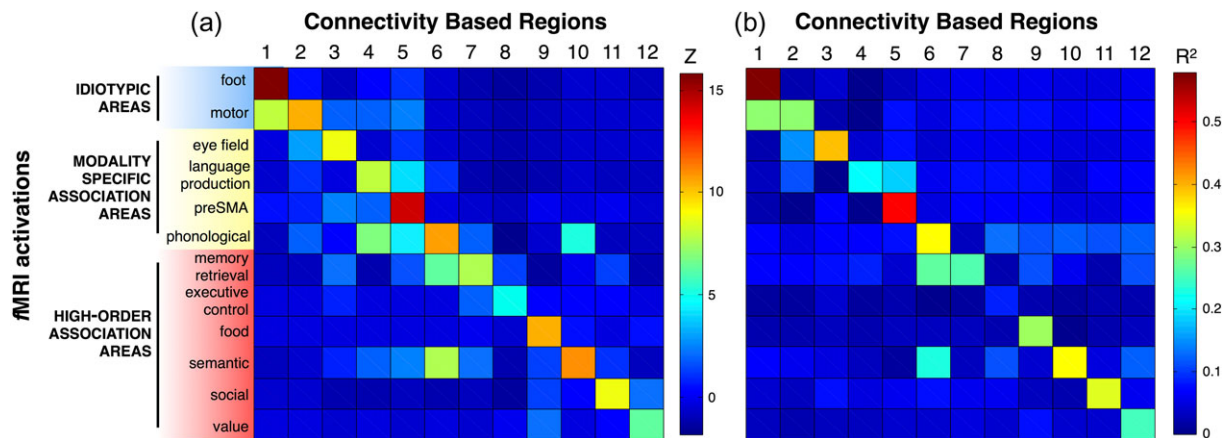 (a) Connectivity Based Regions
1 2 3 4 5 6 7 8 9 10 11 12
Z
15
10
5
0
fMRI activations
IDIOTYPIC
AREAS
MODALITY
SPECIFIC
ASSOCIATION
AREAS
HIGH-ORDER
ASSOCIATION
AREAS
foot
motor
eye field
language
production
preSMA
phonological
memory
retrieval
executive
control
food
semantic
social
value
(b) Connectivity Based Regions
1 2 3 4 5 6 7 8 9 10 11 12
R²
0.5
0.4
0.3
0.2
0.1
0